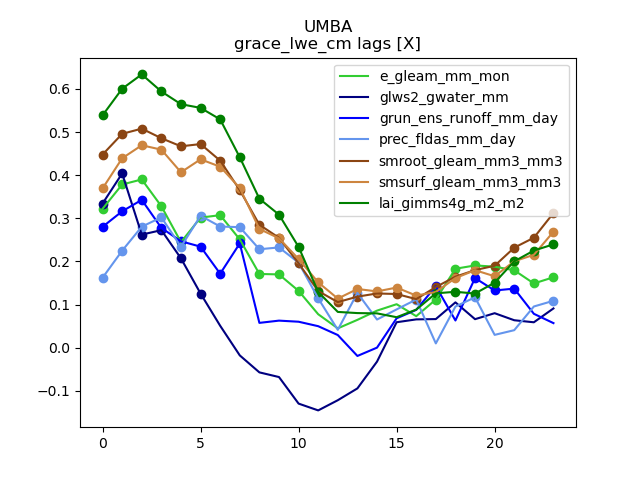 UMBA
grace_lwe_cm lags [X]
e_gleam_mm_mon
glws2_gwater_mm
grun_ens_runoff_mm_day
prec_fldas_mm_day
smroot_gleam_mm3_mm3
smsurf_gleam_mm3_mm3
lai_gimms4g_m2_m2
0.6
0.5
0.4
0.3
0.2
0.1
0.0
−0.1
0 5 10 15 20